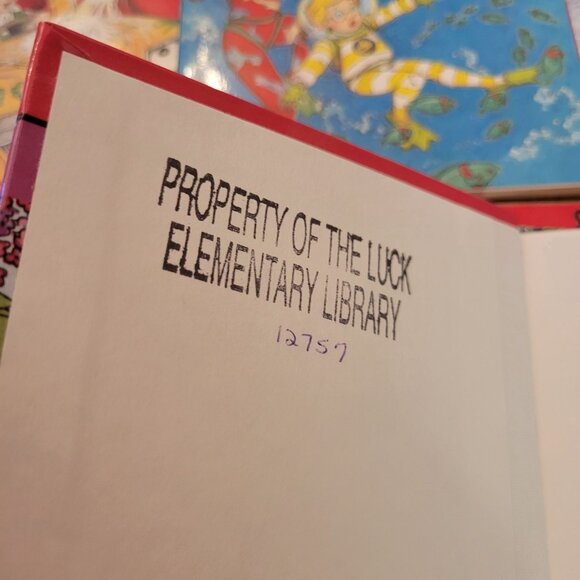 PROPERTY OF THE LUCK
ELEMENTARY LIBRARY
12757